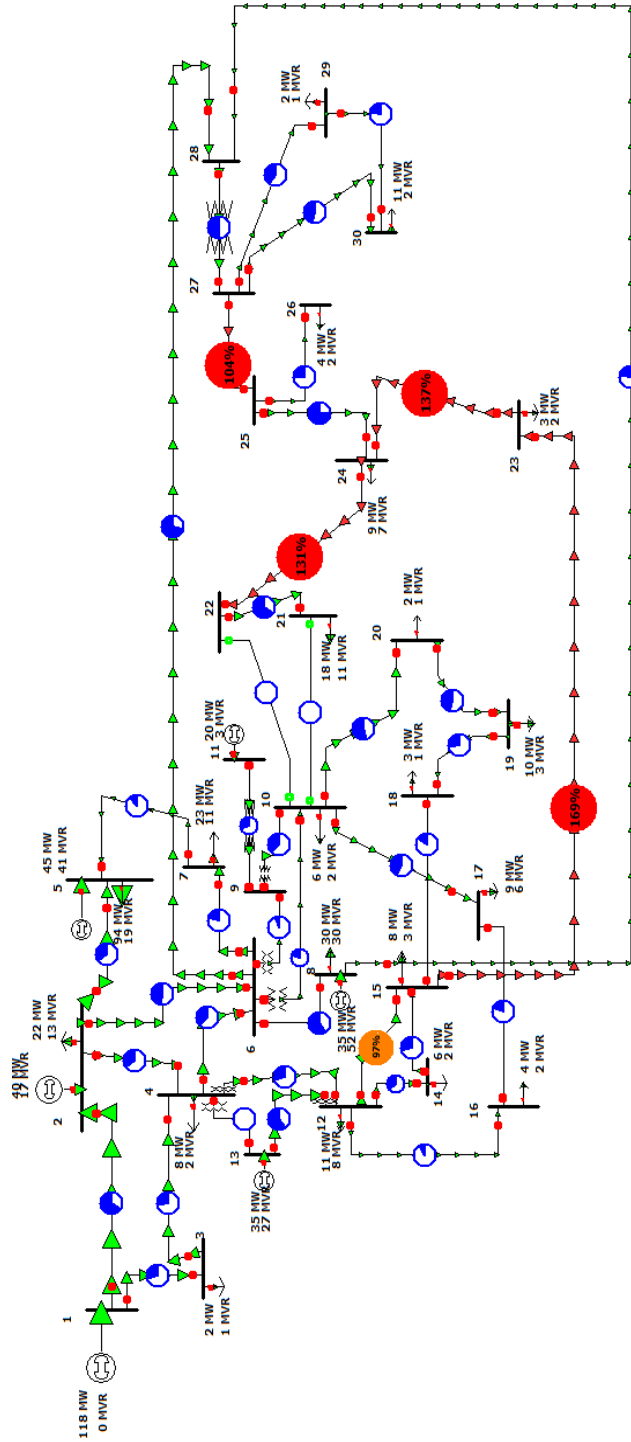 118 MW
0 MVR
1
2 MW
1 MVR
3
40 MW
2
22 MW
13 MVR
45 MW
41 MVR
5
94 MW
19 MVR
28
2 MW
1 MVR
29
27
11 MW
2 MVR
30
8 MW
2 MVR
4
23 MW
11 MVR
7
104%
26
4 MW
2 MVR
25
35 MW
27 MVR
13
6
9
20 MW
3 MVR
11
22
10
21
131%
24
9 MW
7 MVR
137%
23
3 MW
2 MVR
30 MW
30 MVR
8
35 MW
6 MW
2 MVR
18 MW
11 MVR
11 MW
8 MVR
12
97%
15
8 MW
3 MVR
3 MW
1 MVR
18
2 MW
1 MVR
20
6 MW
2 MVR
14
17
9 MW
6 MVR
19
10 MW
3 MVR
16
4 MW
2 MVR
169%